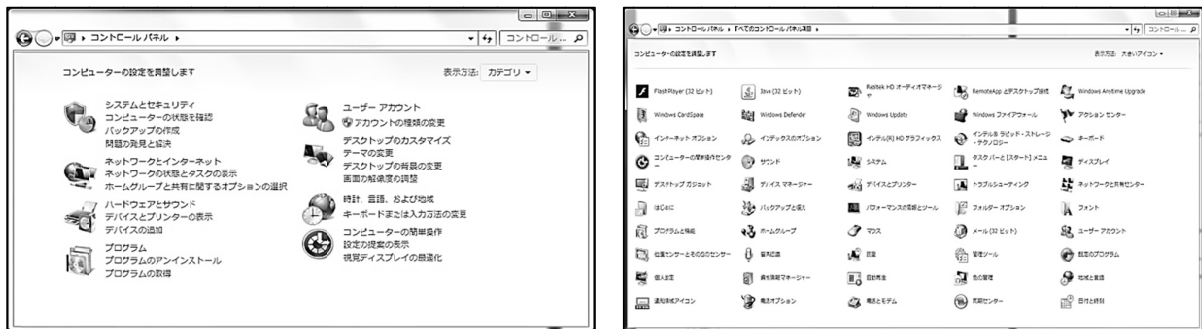 コントロール パネル
コントロール ...
コンピューターの設定を調整します
表示方法: カテゴリ
システムとセキュリティ
コンピューターの状態を確認
バックアップの作成
問題の発見と解決
ネットワークとインターネット
ネットワークの状態とタスクの表示
ホームグループと共有に関するオプションの選択
ハードウェアとサウンド
デバイスとプリンターの表示
デバイスの追加
プログラム
プログラムのアンインストール
プログラムの取得
ユーザー アカウント
アカウントの種類の変更
デスクトップのカスタマイズ
テーマの変更
デスクトップの背景の変更
画面の解像度の調整
時計、言語、および地域
キーボードまたは入力方法の変更
コンピューターの簡単操作
設定の提案の表示
視覚ディスプレイの最適化
コントロール パネル
すべてのコントロール パネル項目
コントロール...
コンピューターの設定を調整します
表示方法: 大きいアイコン
Flash Player (32 ビット)
Java (32 ビット)
Realtek HD オーディオマネージ
ャ
RemoteApp とデスクトップ接続
Windows Anytime Upgrade
Windows CardSpace
Windows Defender
Windows Update
Windows ファイアウォール
アクション センター
インターネット オプション
インデックスのオプション
インテル(R) HD グラフィックス
インテル® ラピッド・ストレージ
・テクノロジー
キーボード
コンピューターの簡単操作センタ
ー
サウンド
システム
タスク バーと [スタート] メニュ
ー
ディスプレイ
デスクトップ ガジェット
デバイス マネージャー
デバイスとプリンター
トラブルシューティング
ネットワークと共有センター
はじめに
バックアップと復元
パフォーマンスの情報とツール
フォルダー オプション
フォント
プログラムと機能
ホームグループ
マウス
メール (32 ビット)
ユーザー アカウント
位置センサーとその他のセンサー
音声認識
回復
管理ツール
既定のプログラム
個人設定
資格情報マネージャー
自動再生
色の管理
地域と言語
通知領域アイコン
電源オプション
電話とモデム
同期センター
日付と時刻